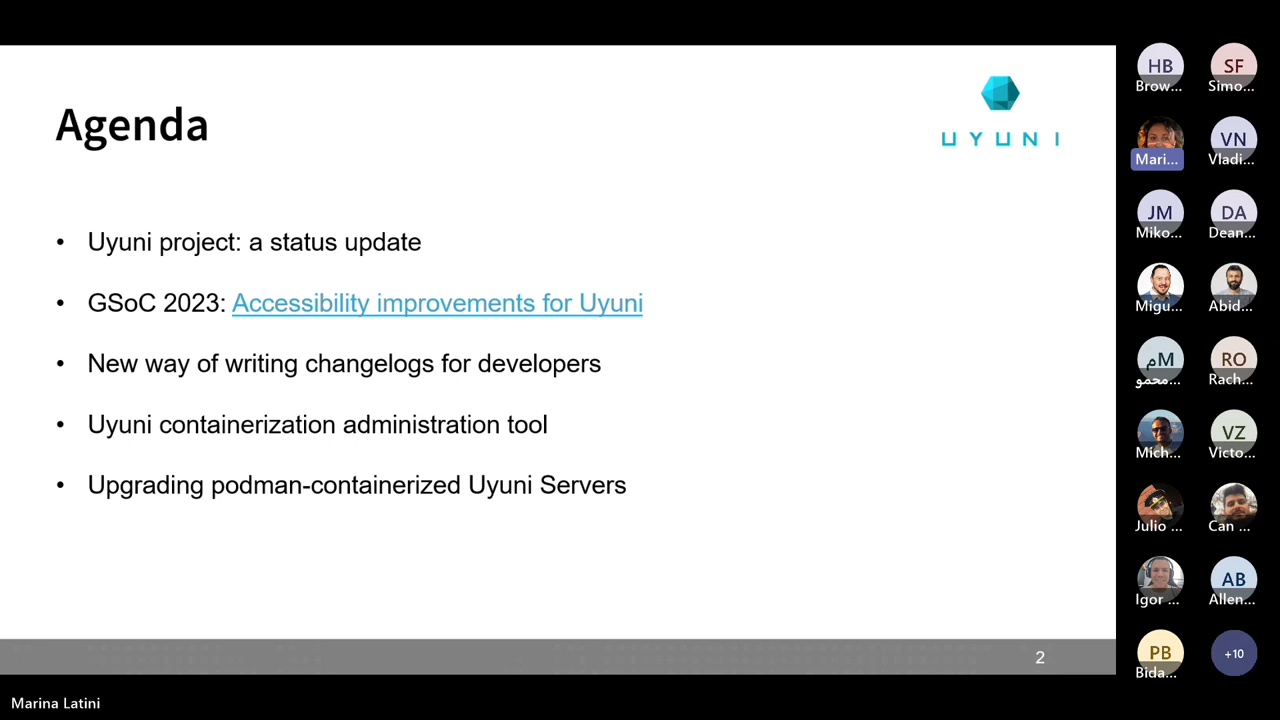 Agenda
UYUNI
• Uyuni project: a status update
• GSoC 2023: Accessibility improvements for Uyuni
• New way of writing changelogs for developers
• Uyuni containerization administration tool
• Upgrading podman-containerized Uyuni Servers
2
Marina Latini
HB SF
Brow... Simo...
VN
Mari... Vladi...
JM DA
Miko... Dean...
Migu... Abid...
مM RO
محمو... Rach...
VZ
Mich... Victo...
Julio ... Can ...
AB
Igor ... Allen...
PB +10
Bida...